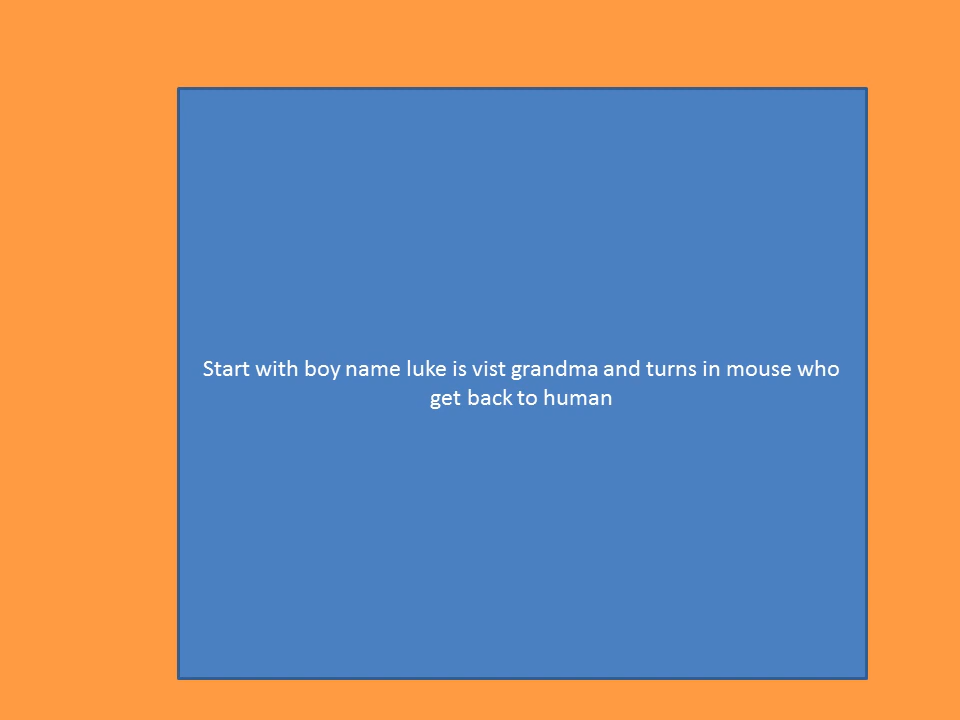 Start with boy name luke is vist grandma and turns in mouse who
get back to human